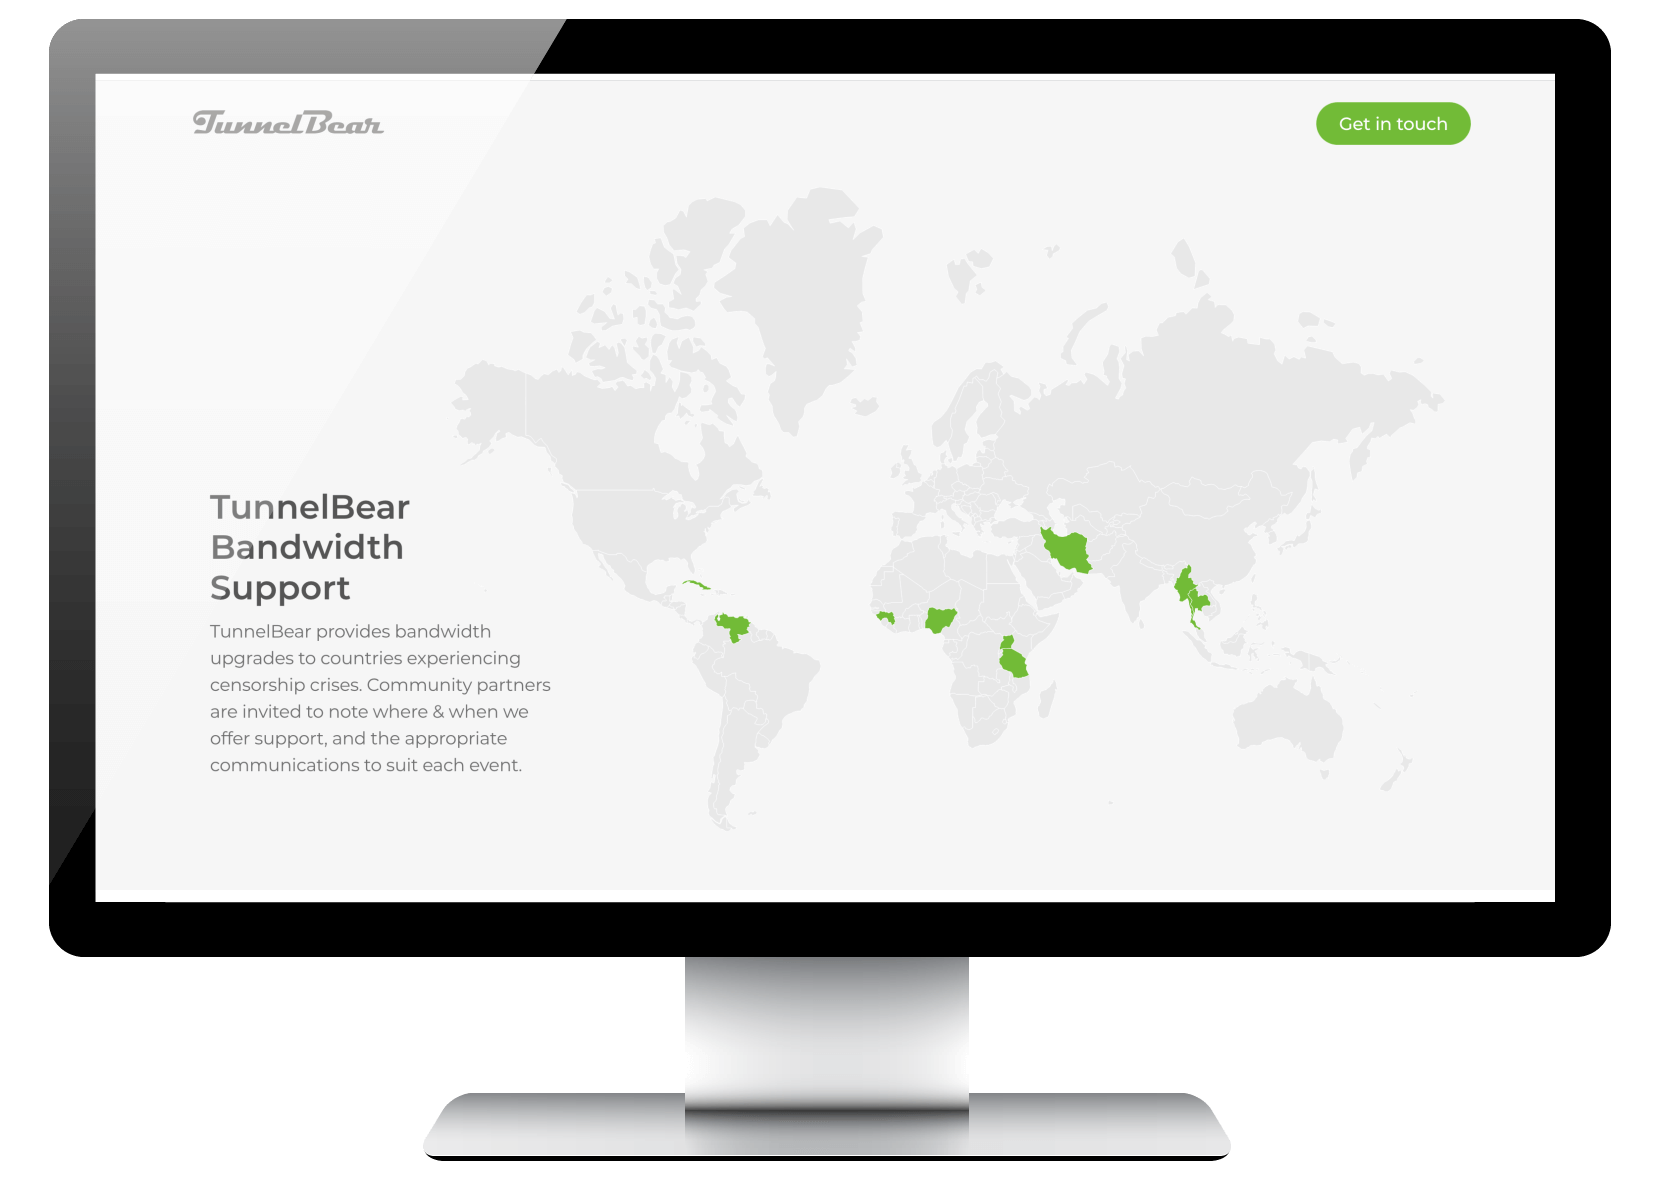 TunnelBear
Get in touch
TunnelBear
Bandwidth
Support
TunnelBear provides bandwidth
upgrades to countries experiencing
censorship crises. Community partners
are invited to note where & when we
offer support, and the appropriate
communications to suit each event.